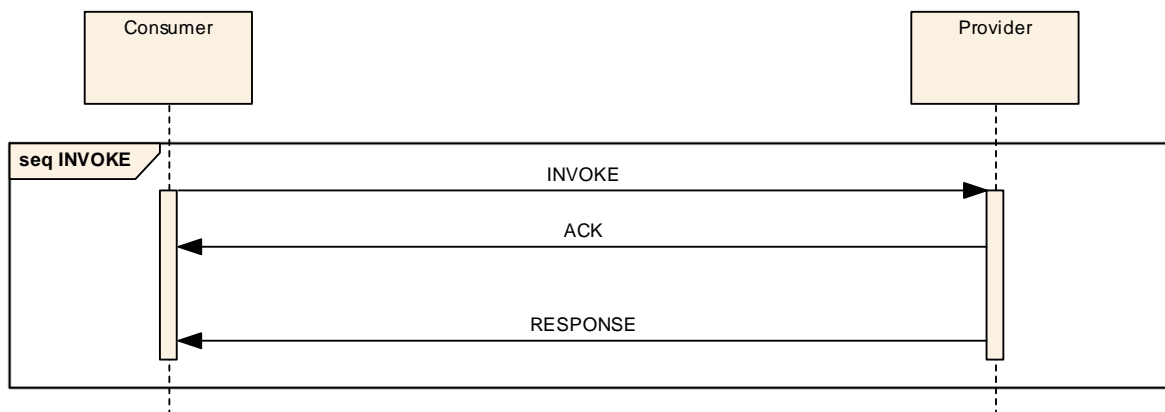 Consumer
Provider
seq INVOKE
INVOKE
ACK
RESPONSE